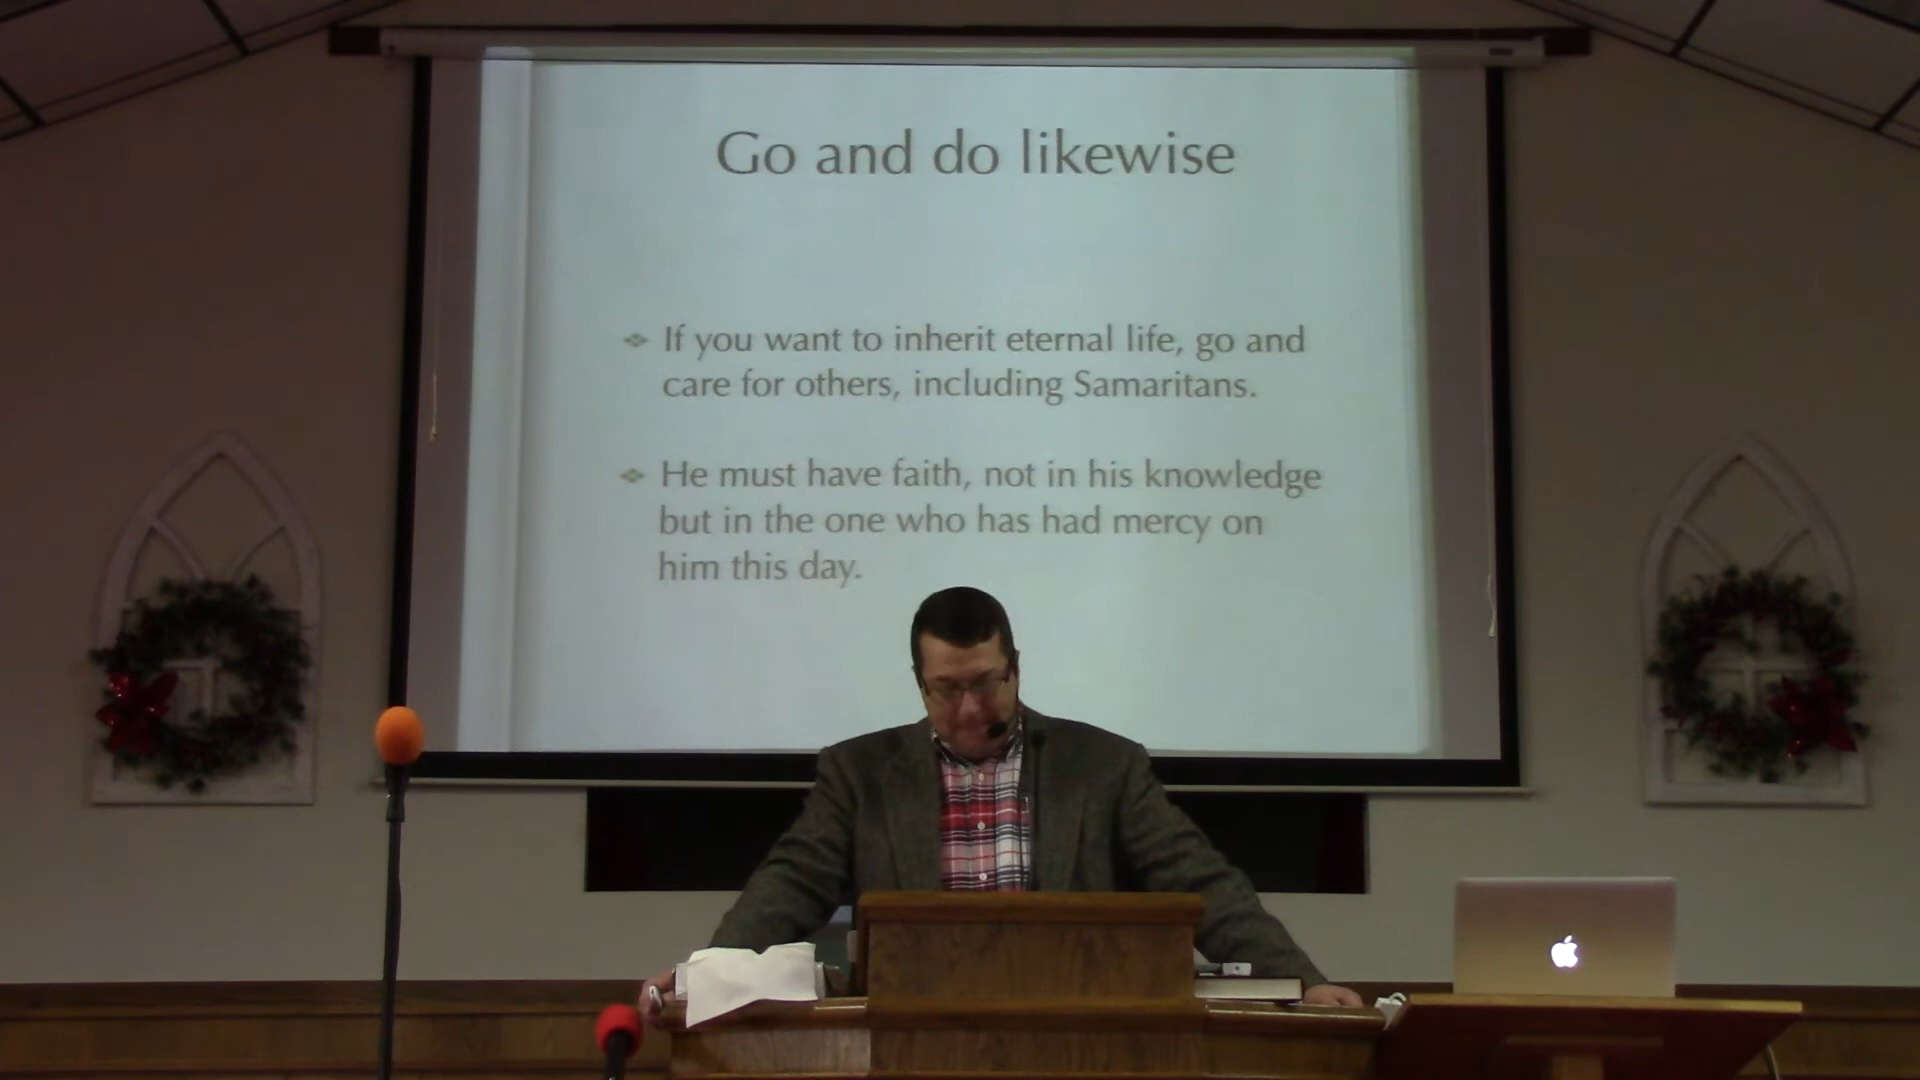 Go and do likewise
If you want to inherit eternal life, go and
care for others, including Samaritans.
He must have faith, not in his knowledge
but in the one who has had mercy on
him this day.